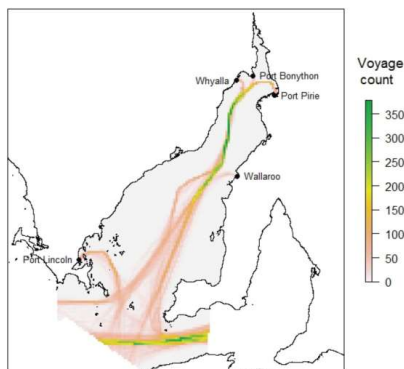 Port Bonython
Whyalla
Port Pirie
Wallaroo
Port Lincoln
Voyage
count
350
300
250
200
150
100
50
0